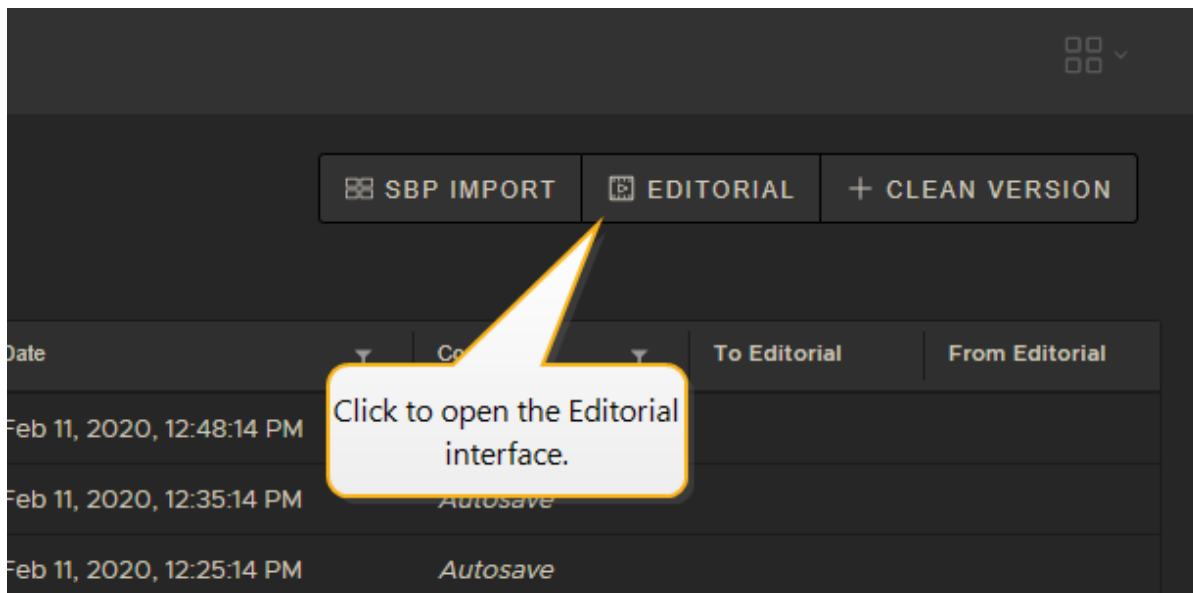 SBP IMPORT EDITORIAL + CLEAN VERSION
Date To Editorial From Editorial
Click to open the Editorial
interface.
Feb 11, 2020, 12:48:14 PM
Feb 11, 2020, 12:35:14 PM Autosave
Feb 11, 2020, 12:25:14 PM Autosave